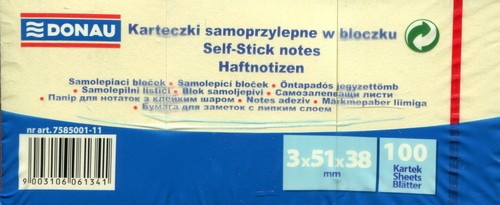 DONAU
Karteczki samoprzylepne w bloczku
Self-Stick notes
Haftnotizen
Samolepiaci bloček • Samolepící bloček • Öntapadós jegyzettömb
• Samolepilni lističi • Blok samoljepivi • Самозалепващи листи
• Папір для нотаток з клейким шаром • Notes adeziv • Märkmepaber liimiga
• Бумага для заметок с липким слоем
nr art.7585001-11
9 003106 061341
3x51x38
mm
100
Kartek
Sheets
Blätter